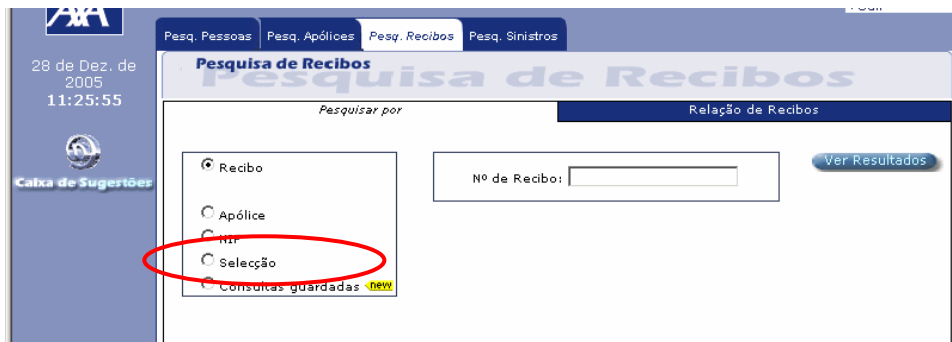 AXA
Pesq. Pessoas
Pesq. Apólices
Pesq. Recibos
Pesq. Sinistros
28 de Dez. de
2005
11:25:55
Pesquisa de Recibos
Pesquisa de Recibos
Pesquisar por
Relação de Recibos
Caixa de Sugestões
Recibo
Nº de Recibo:
Ver Resultados
Apólice
NIP
Selecção
Consultas guardadas new